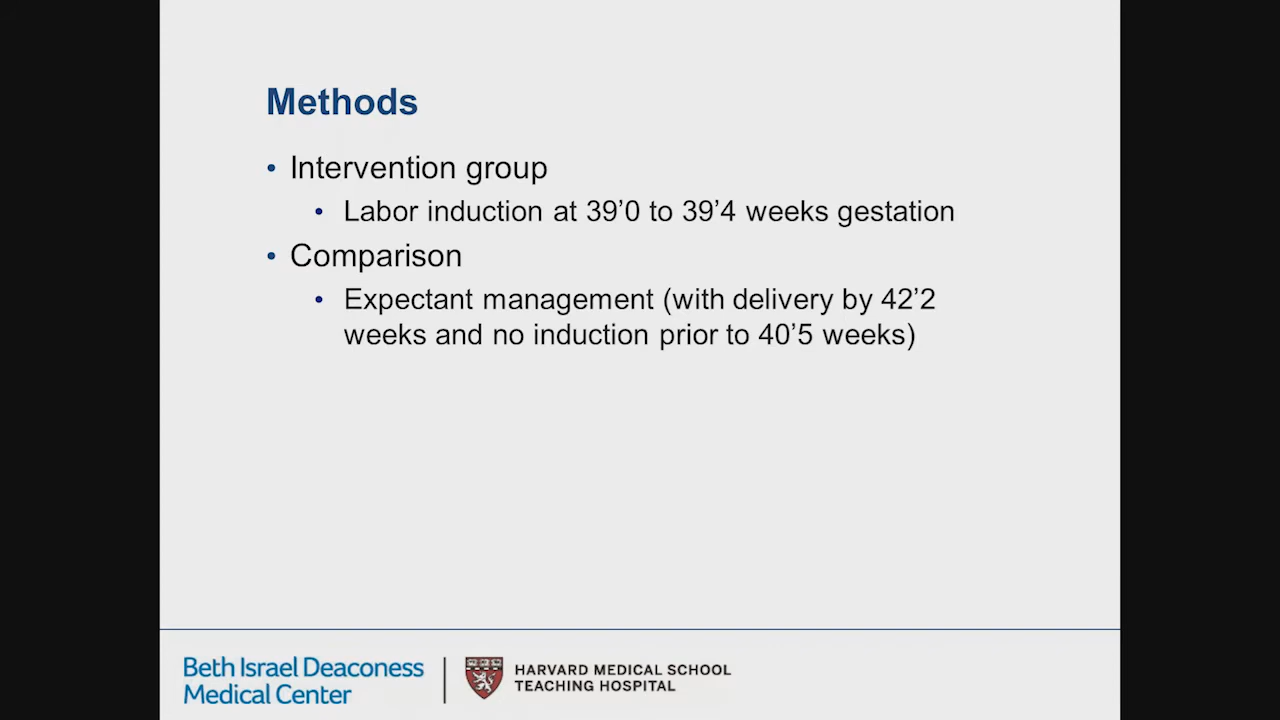 Methods
• Intervention group
• Labor induction at 39’0 to 39’4 weeks gestation
• Comparison
• Expectant management (with delivery by 42’2
weeks and no induction prior to 40’5 weeks)
Beth Israel Deaconess
Medical Center
HARVARD MEDICAL SCHOOL
TEACHING HOSPITAL